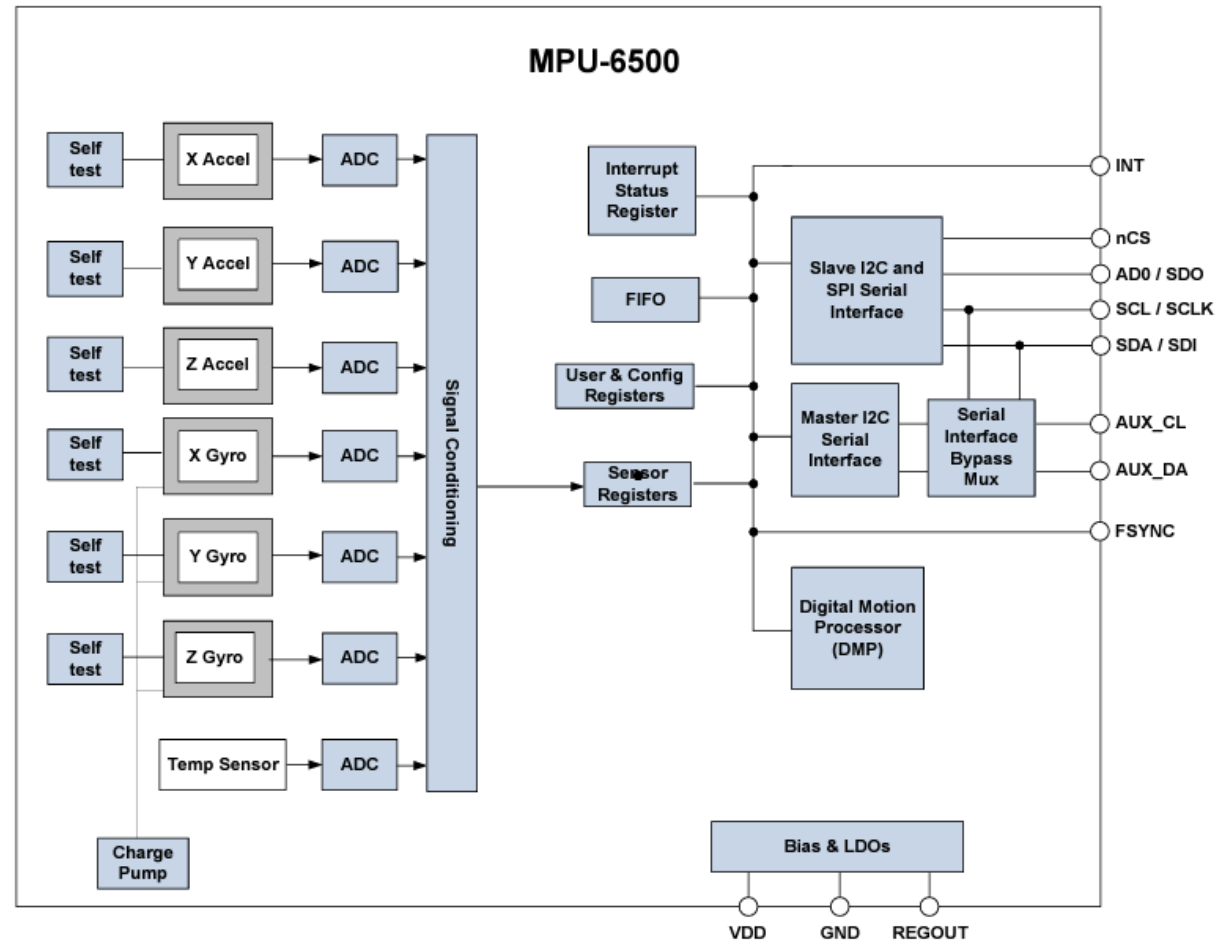 MPU-6500
Self
test
X Accel
ADC
Self
test
Y Accel
ADC
Self
test
Z Accel
ADC
Self
test
X Gyro
ADC
Self
test
Y Gyro
ADC
Self
test
Z Gyro
ADC
Temp Sensor
ADC
Charge
Pump
Signal Conditioning
Interrupt
Status
Register
FIFO
User & Config
Registers
Sensor
Registers
Slave I2C and
SPI Serial
Interface
Master I2C
Serial
Interface
Serial
Interface
Bypass
Mux
Digital Motion
Processor
(DMP)
Bias & LDOs
INT
nCS
AD0 / SDO
SCL / SCLK
SDA / SDI
AUX_CL
AUX_DA
FSYNC
VDD
GND
REGOUT